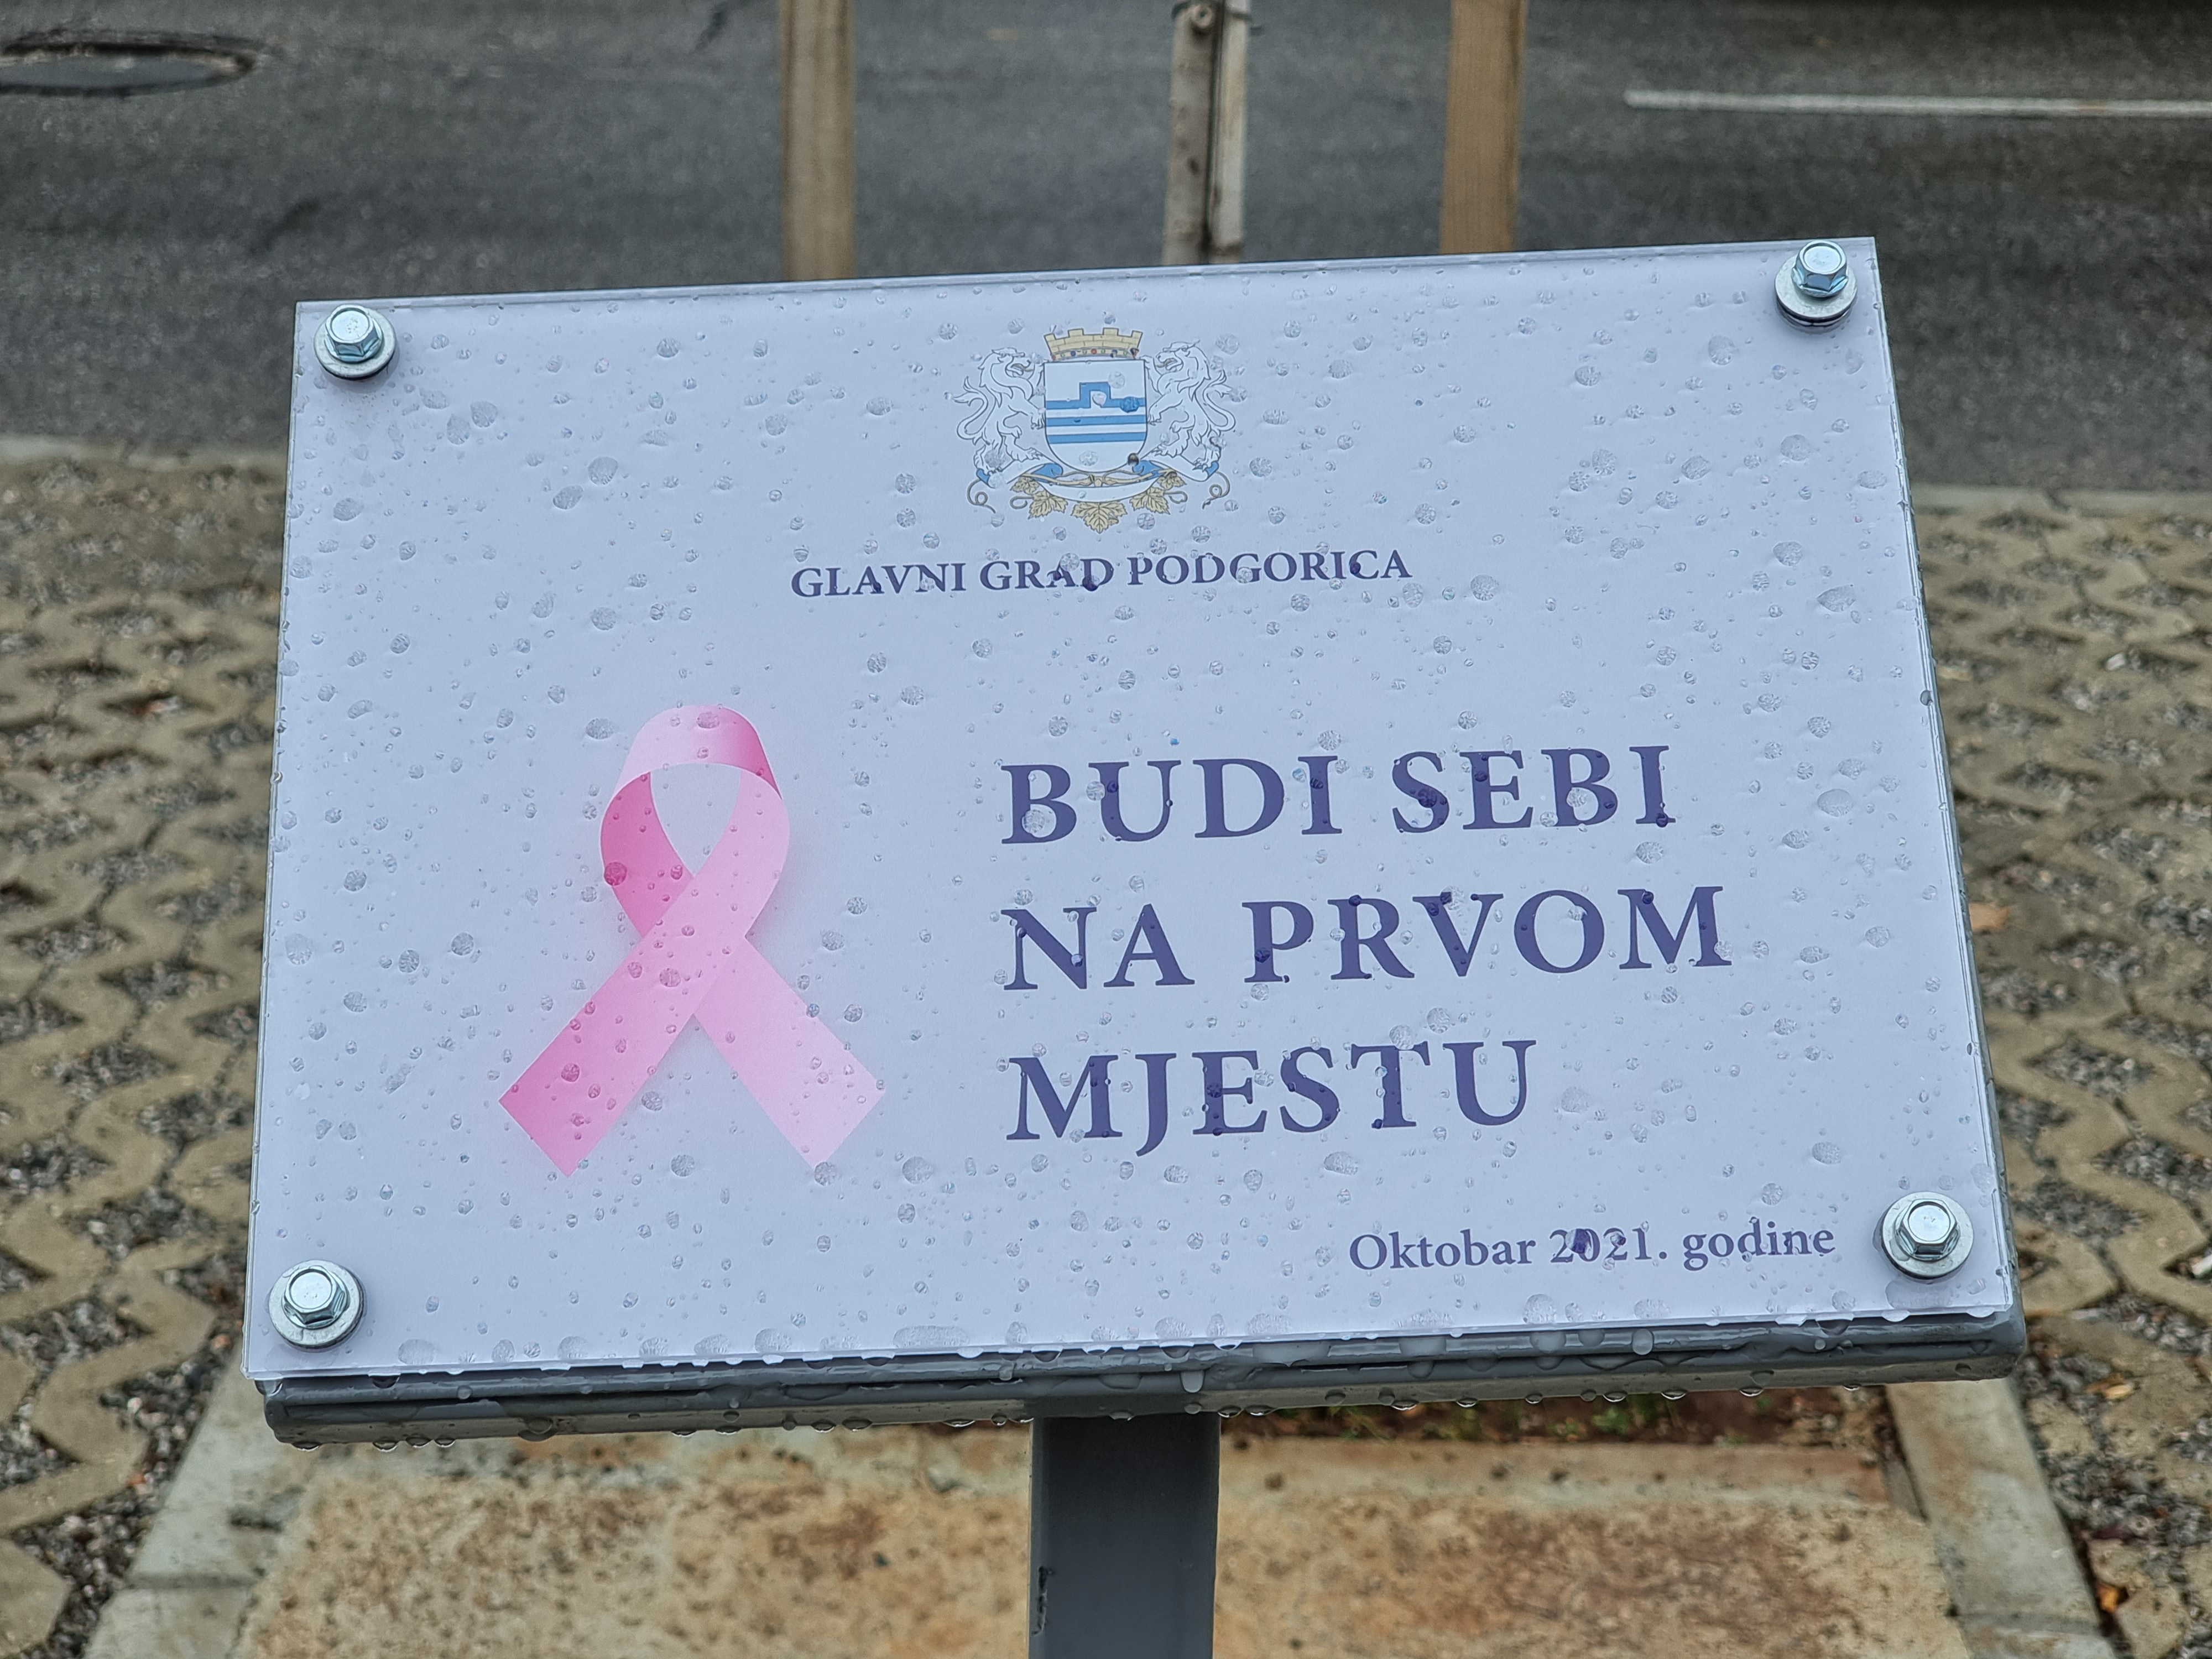 GLAVNI GRAD PODGORICA
BUDI SEBI
NA PRVOM
MJESTU
Oktobar 2021. godine